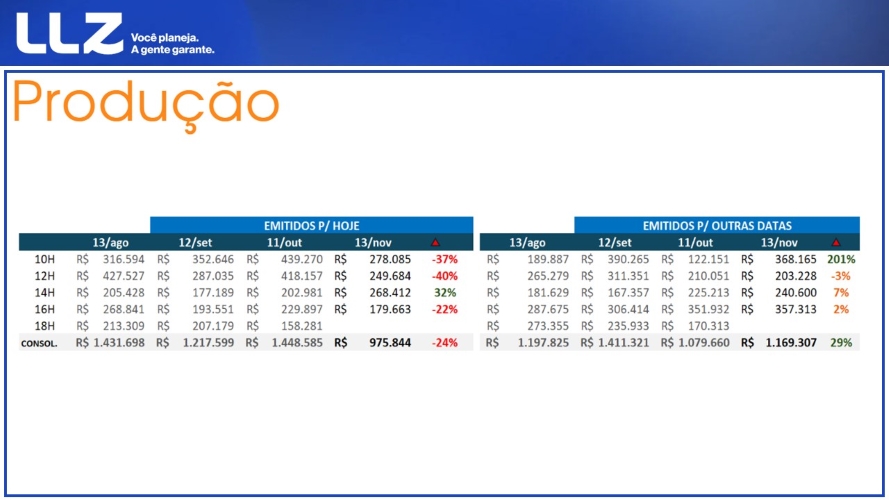 LLZ Você planeja.
A gente garante.
Produção
EMITIDOS P/ HOJE EMITIDOS P/ OUTRAS DATAS
13/ago 12/set 11/out 13/nov ▲ 13/ago 12/set 11/out 13/nov ▲
10H R$ 316.594 R$ 352.646 R$ 439.270 R$ 278.085 -37% R$ 189.887 R$ 390.265 R$ 122.151 R$ 368.165 201%
12H R$ 427.527 R$ 287.035 R$ 418.157 R$ 249.684 -40% R$ 265.279 R$ 311.351 R$ 210.051 R$ 203.228 -3%
14H R$ 205.428 R$ 177.189 R$ 202.981 R$ 268.412 32% R$ 181.629 R$ 167.357 R$ 225.213 R$ 240.600 7%
16H R$ 268.841 R$ 193.551 R$ 229.897 R$ 179.663 -22% R$ 287.675 R$ 306.414 R$ 351.932 R$ 357.313 2%
18H R$ 213.309 R$ 207.179 R$ 158.281 R$ 273.355 R$ 235.933 R$ 170.313
CONSOL. R$ 1.431.698 R$ 1.217.599 R$ 1.448.585 R$ 975.844 -24% R$ 1.197.825 R$ 1.411.321 R$ 1.079.660 R$ 1.169.307 29%